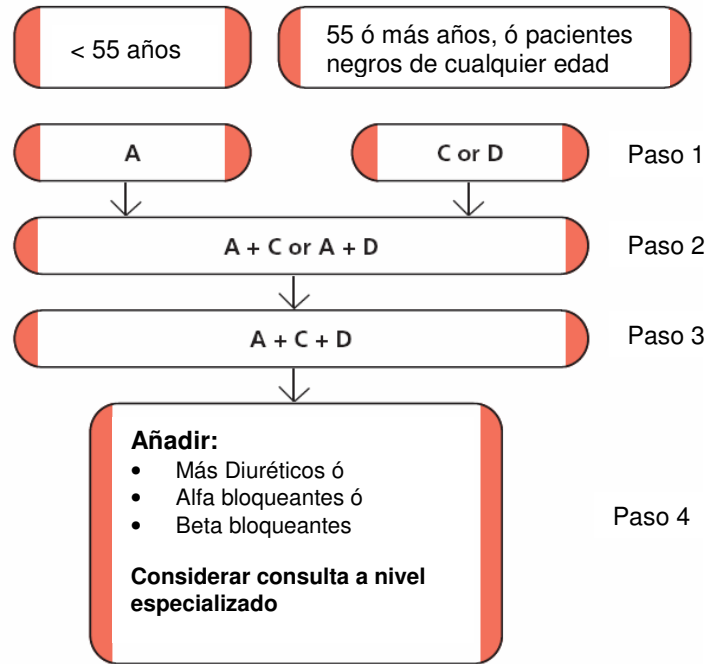 < 55 años
55 ó más años, ó pacientes
negros de cualquier edad
A
C or D
Paso 1
A + C or A + D
Paso 2
A + C + D
Paso 3
Añadir:
• Más Diuréticos ó
• Alfa bloqueantes ó
• Beta bloqueantes
Considerar consulta a nivel
especializado
Paso 4